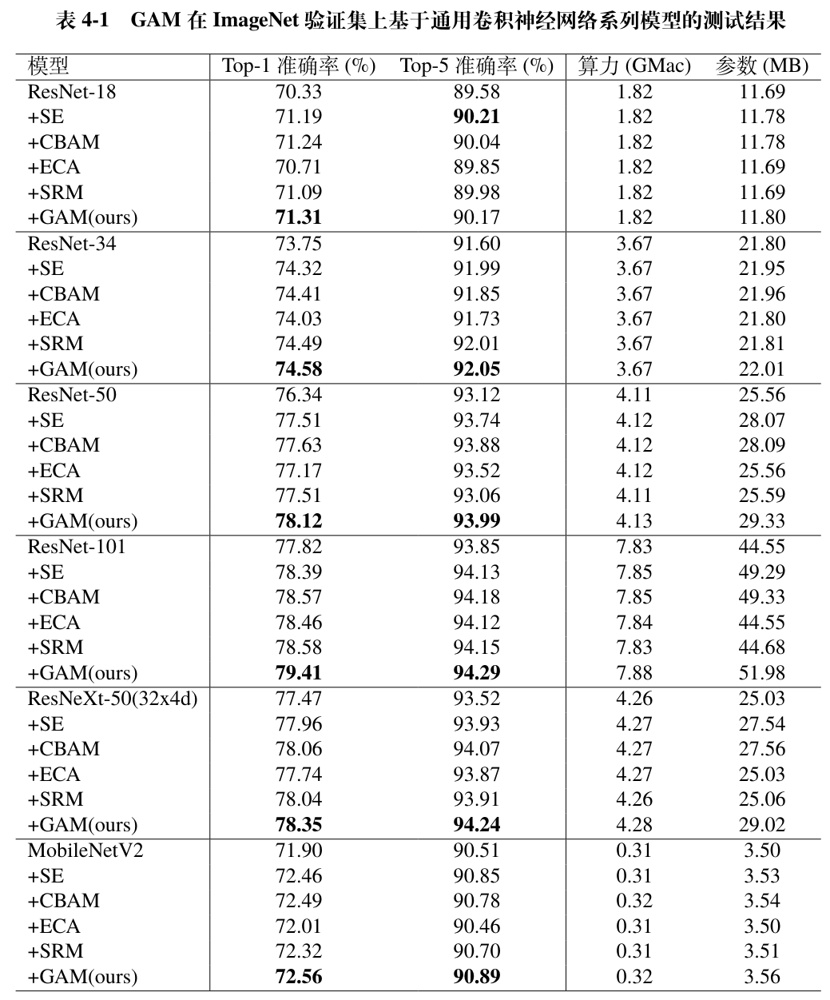 表 4-1 GAM 在 ImageNet 验证集上基于通用卷积神经网络系列模型的测试结果
模型 Top-1 准确率 (%) Top-5 准确率 (%) 算力 (GMac) 参数 (MB)
ResNet-18 70.33 89.58 1.82 11.69
+SE 71.19 90.21 1.82 11.78
+CBAM 71.24 90.04 1.82 11.78
+ECA 70.71 89.85 1.82 11.69
+SRM 71.09 89.98 1.82 11.69
+GAM(ours) 71.31 90.17 1.82 11.80
ResNet-34 73.75 91.60 3.67 21.80
+SE 74.32 91.99 3.67 21.95
+CBAM 74.41 91.85 3.67 21.96
+ECA 74.03 91.73 3.67 21.80
+SRM 74.49 92.01 3.67 21.81
+GAM(ours) 74.58 92.05 3.67 22.01
ResNet-50 76.34 93.12 4.11 25.56
+SE 77.51 93.74 4.12 28.07
+CBAM 77.63 93.88 4.12 28.09
+ECA 77.17 93.52 4.12 25.56
+SRM 77.51 93.06 4.11 25.59
+GAM(ours) 78.12 93.99 4.13 29.33
ResNet-101 77.82 93.85 7.83 44.55
+SE 78.39 94.13 7.85 49.29
+CBAM 78.57 94.18 7.85 49.33
+ECA 78.46 94.12 7.84 44.55
+SRM 78.58 94.15 7.83 44.68
+GAM(ours) 79.41 94.29 7.88 51.98
ResNeXt-50(32x4d) 77.47 93.52 4.26 25.03
+SE 77.96 93.93 4.27 27.54
+CBAM 78.06 94.07 4.27 27.56
+ECA 77.74 93.87 4.27 25.03
+SRM 78.04 93.91 4.26 25.06
+GAM(ours) 78.35 94.24 4.28 29.02
MobileNetV2 71.90 90.51 0.31 3.50
+SE 72.46 90.85 0.31 3.53
+CBAM 72.49 90.78 0.32 3.54
+ECA 72.01 90.46 0.31 3.50
+SRM 72.32 90.70 0.31 3.51
+GAM(ours) 72.56 90.89 0.32 3.56